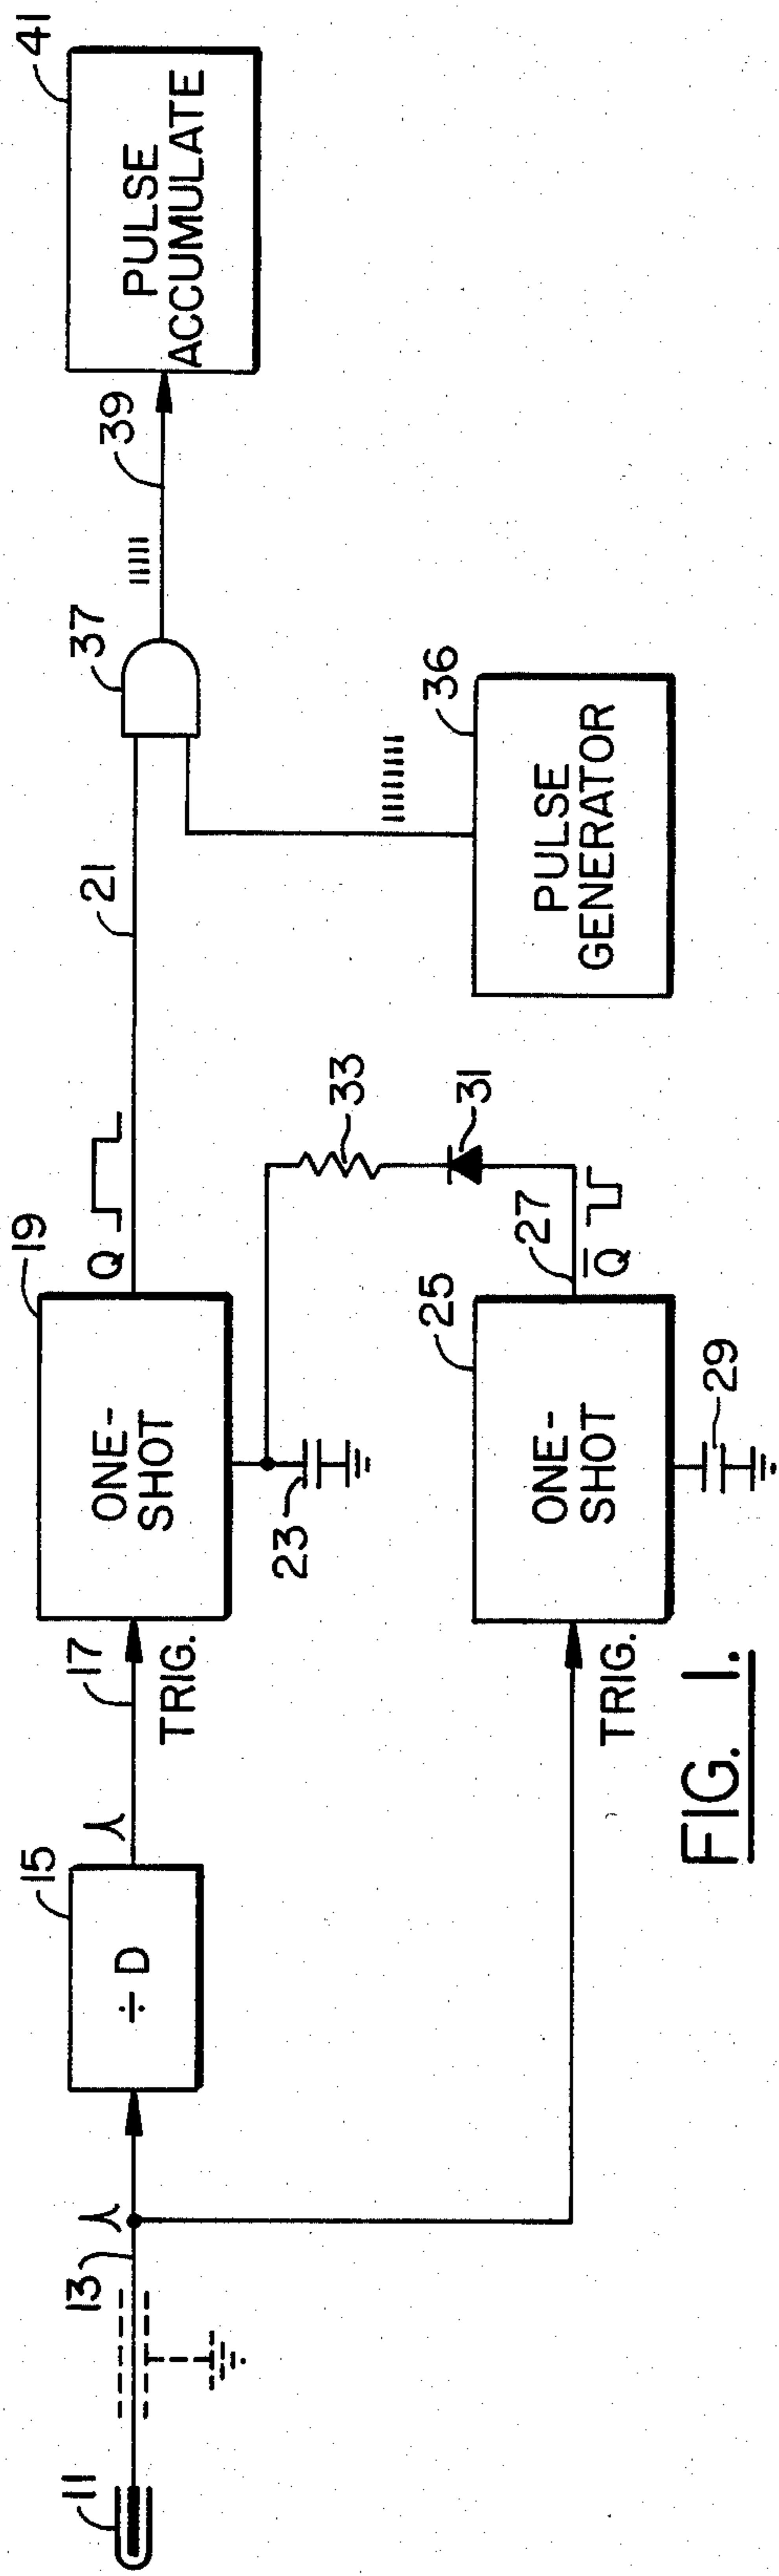 11
13
15
÷ D
17
TRIG.
19
ONE-
SHOT
Q
21
23
25
TRIG.
ONE-
SHOT
27
Q̅
29
31
33
36
PULSE
GENERATOR
37
39
41
PULSE
ACCUMULATE
FIG. 1.